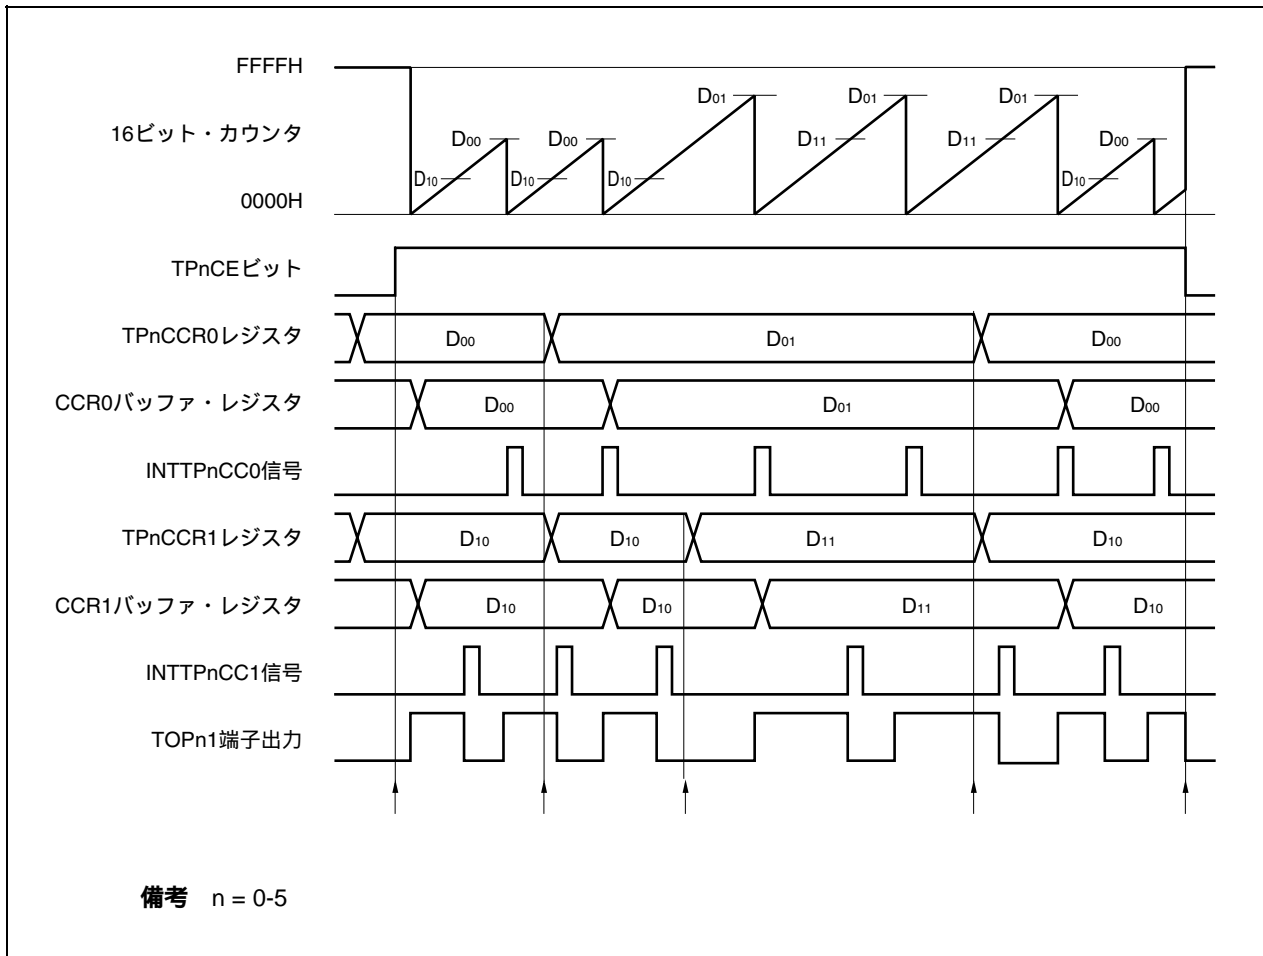 FFFFH
D01 D01 D01
16ビット・カウンタ D00 D00 D11 D11 D00
D10 D10 D10 D10
0000H
TPnCEビット
TPnCCR0レジスタ D00 D01 D00
CCR0バッファ・レジスタ D00 D01 D00
INTTPnCC0信号
TPnCCR1レジスタ D10 D10 D11 D10
CCR1バッファ・レジスタ D10 D10 D11 D10
INTTPnCC1信号
TOPn1端子出力
備考 n = 0-5